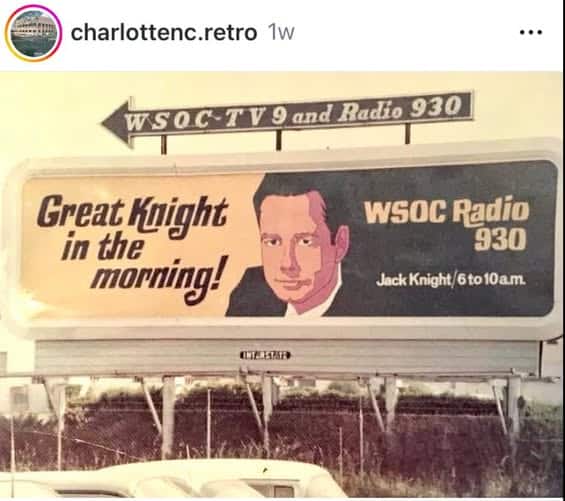 charlottenc.retro 1w
WSOC-TV 9 and Radio 930
Great Knight
in the
morning!
WSOC Radio
930
Jack Knight/6 to 10 a.m.
INTERSTATE